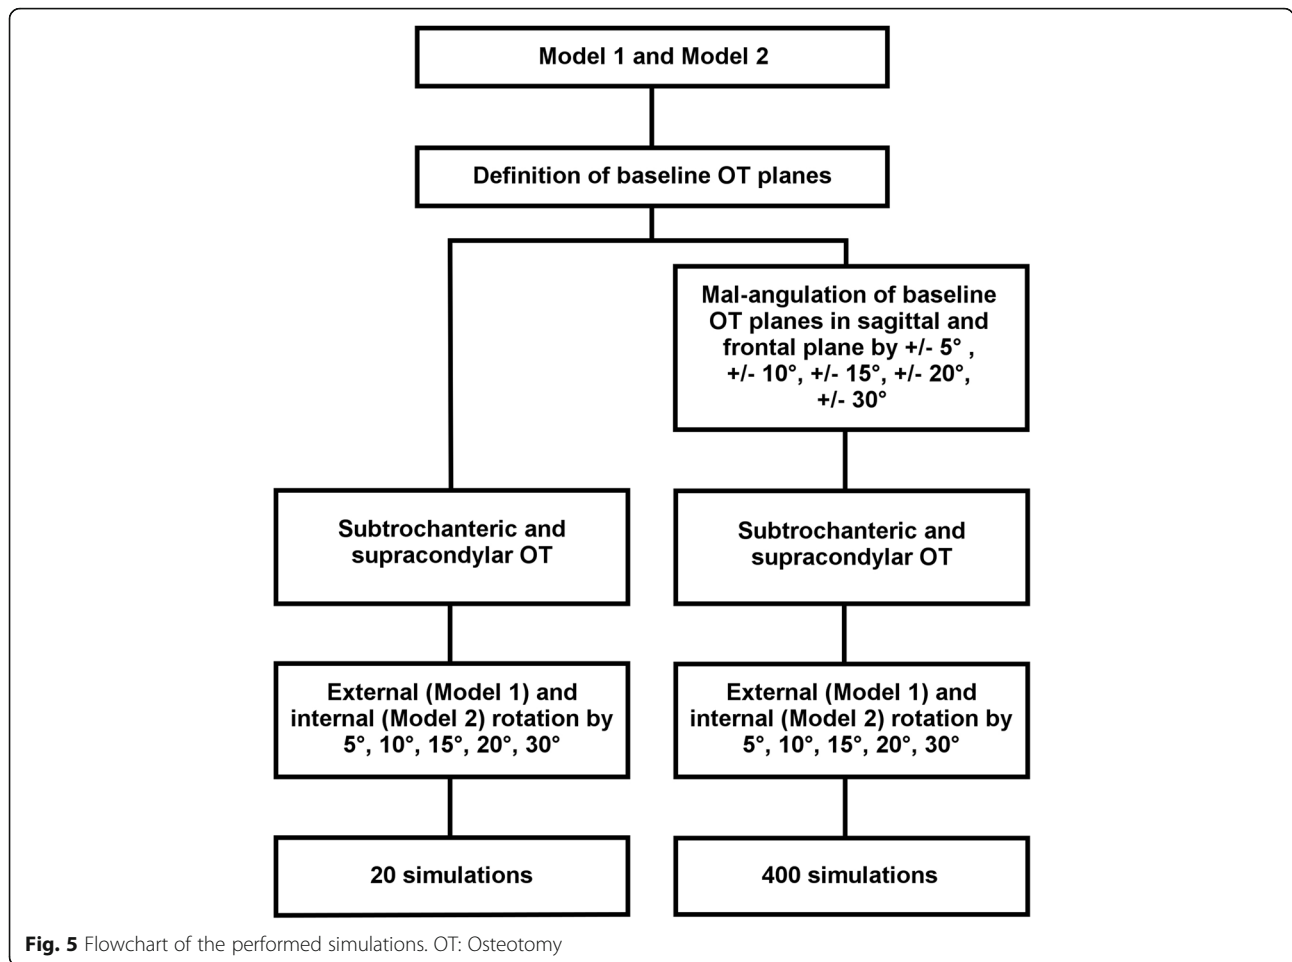 Model 1 and Model 2
Definition of baseline OT planes
Mal-angulation of baseline
OT planes in sagittal and
frontal plane by +/- 5° ,
+/- 10°, +/- 15°, +/- 20°,
+/- 30°
Subtrochanteric and
supracondylar OT
Subtrochanteric and
supracondylar OT
External (Model 1) and
internal (Model 2) rotation by
5°, 10°, 15°, 20°, 30°
External (Model 1) and
internal (Model 2) rotation by
5°, 10°, 15°, 20°, 30°
20 simulations
400 simulations
Fig. 5 Flowchart of the performed simulations. OT: Osteotomy